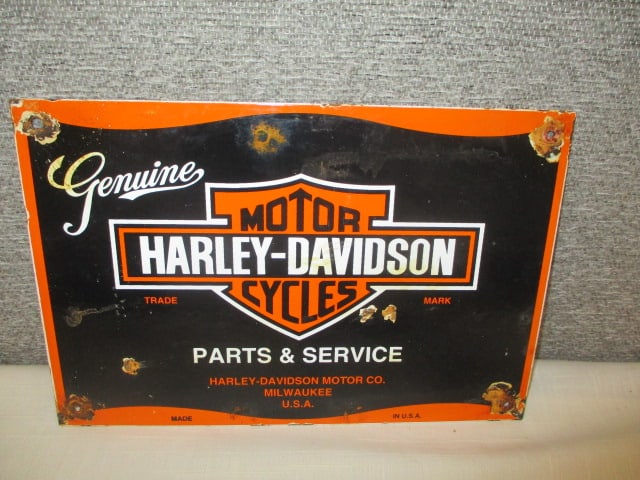 Genuine
MOTOR
HARLEY-DAVIDSON
CYCLES
TRADE MARK
PARTS & SERVICE
HARLEY-DAVIDSON MOTOR CO.
MILWAUKEE
U.S.A.
MADE IN U.S.A.